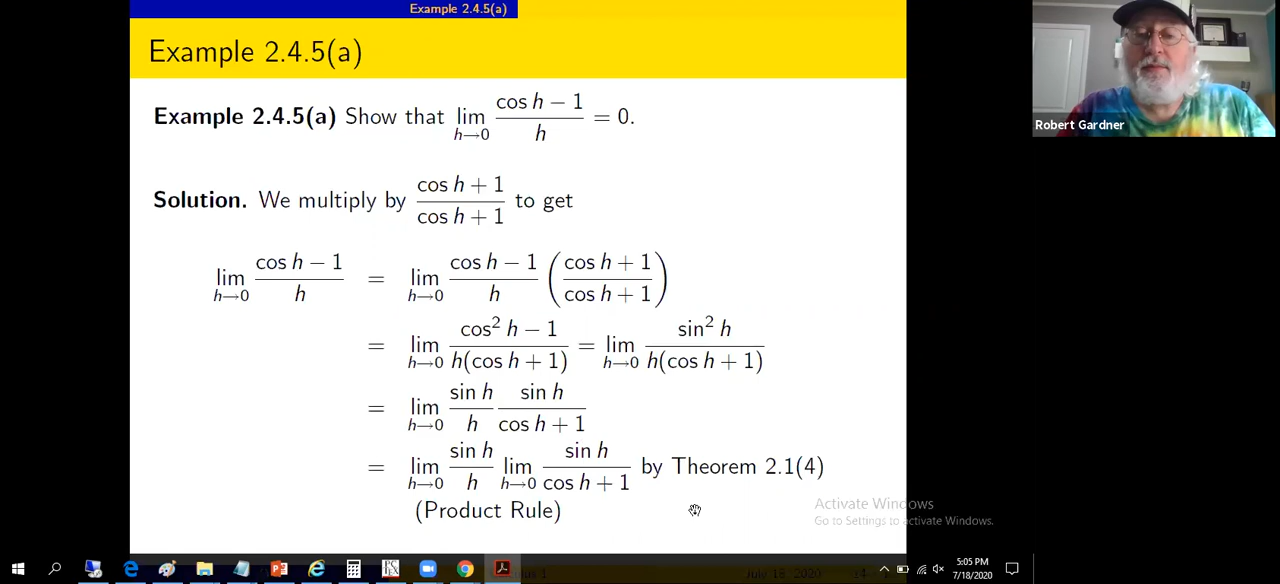 Example 2.4.5(a)
Example 2.4.5(a)
Example 2.4.5(a) Show that lim_{h→0} (cos h − 1)/h = 0.
Solution. We multiply by (cos h + 1)/(cos h + 1) to get
lim_{h→0} (cos h − 1)/h = lim_{h→0} (cos h − 1)/h ((cos h + 1)/(cos h + 1))
= lim_{h→0} (cos² h − 1)/(h(cos h + 1)) = lim_{h→0} (sin² h)/(h(cos h + 1))
= lim_{h→0} (sin h)/h (sin h)/(cos h + 1)
= lim_{h→0} (sin h)/h lim_{h→0} (sin h)/(cos h + 1) by Theorem 2.1(4)
(Product Rule)
Activate Windows
Go to Settings to activate Windows.
Robert Gardner
July 18, 2020
5:05 PM
7/18/2020